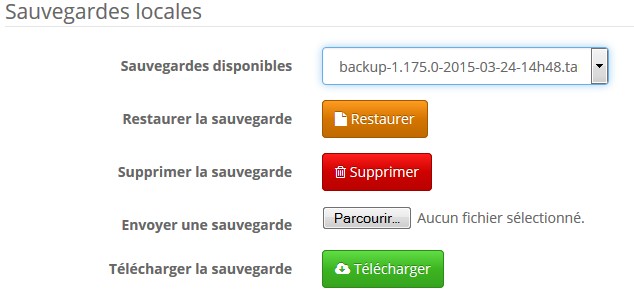 Sauvegardes locales
Sauvegardes disponibles backup-1.175.0-2015-03-24-14h48.ta
Restaurer la sauvegarde Restaurer
Supprimer la sauvegarde Supprimer
Envoyer une sauvegarde Parcourir... Aucun fichier sélectionné.
Télécharger la sauvegarde Télécharger